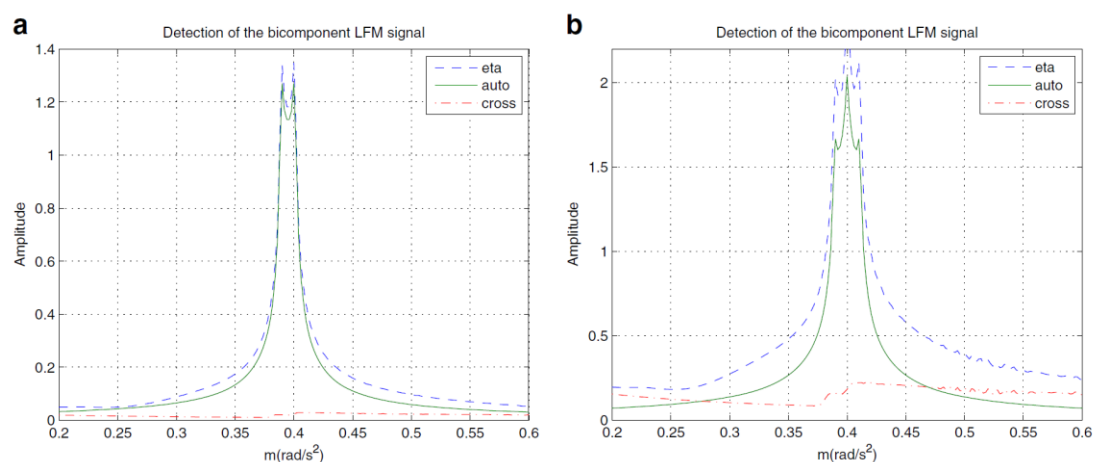 a
Detection of the bicomponent LFM signal
1.4
1.2
1
0.8
0.6
0.4
0.2
0
Amplitude
eta
auto
cross
0.2 0.25 0.3 0.35 0.4 0.45 0.5 0.55 0.6
m(rad/s²)
b
Detection of the bicomponent LFM signal
2
1.5
1
0.5
0
Amplitude
eta
auto
cross
0.2 0.25 0.3 0.35 0.4 0.45 0.5 0.55 0.6
m(rad/s²)